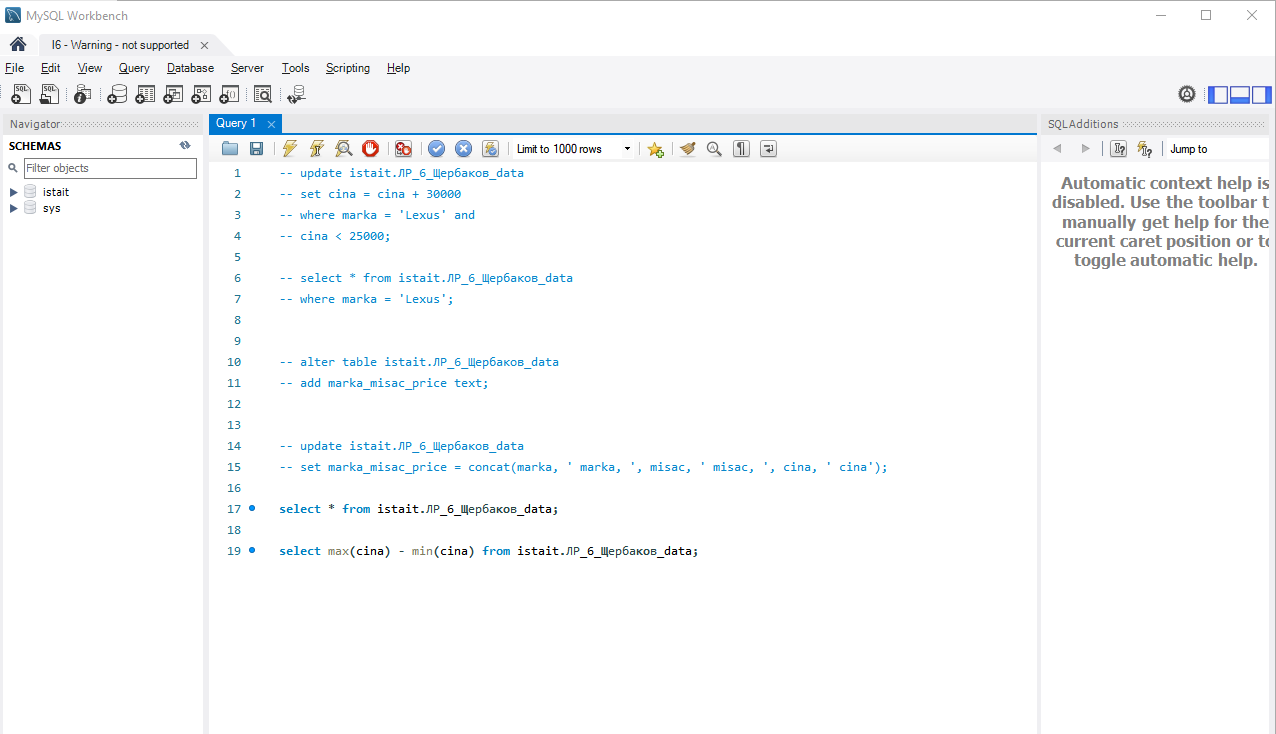 MySQL Workbench
I6 - Warning - not supported
File Edit View Query Database Server Tools Scripting Help
Navigator
SCHEMAS
Filter objects
istait
sys
Query 1
Limit to 1000 rows
1 -- update istait.ЛР_6_Щербаков_data
2 -- set cina = cina + 30000
3 -- where marka = 'Lexus' and
4 -- cina < 25000;
5
6 -- select * from istait.ЛР_6_Щербаков_data
7 -- where marka = 'Lexus';
8
9
10 -- alter table istait.ЛР_6_Щербаков_data
11 -- add marka_misac_price text;
12
13
14 -- update istait.ЛР_6_Щербаков_data
15 -- set marka_misac_price = concat(marka, ' marka, ', misac, ' misac, ', cina, ' cina');
16
17 select * from istait.ЛР_6_Щербаков_data;
18
19 select max(cina) - min(cina) from istait.ЛР_6_Щербаков_data;
SQLAdditions
Jump to
Automatic context help is
disabled. Use the toolbar t
manually get help for the
current caret position or to
toggle automatic help.